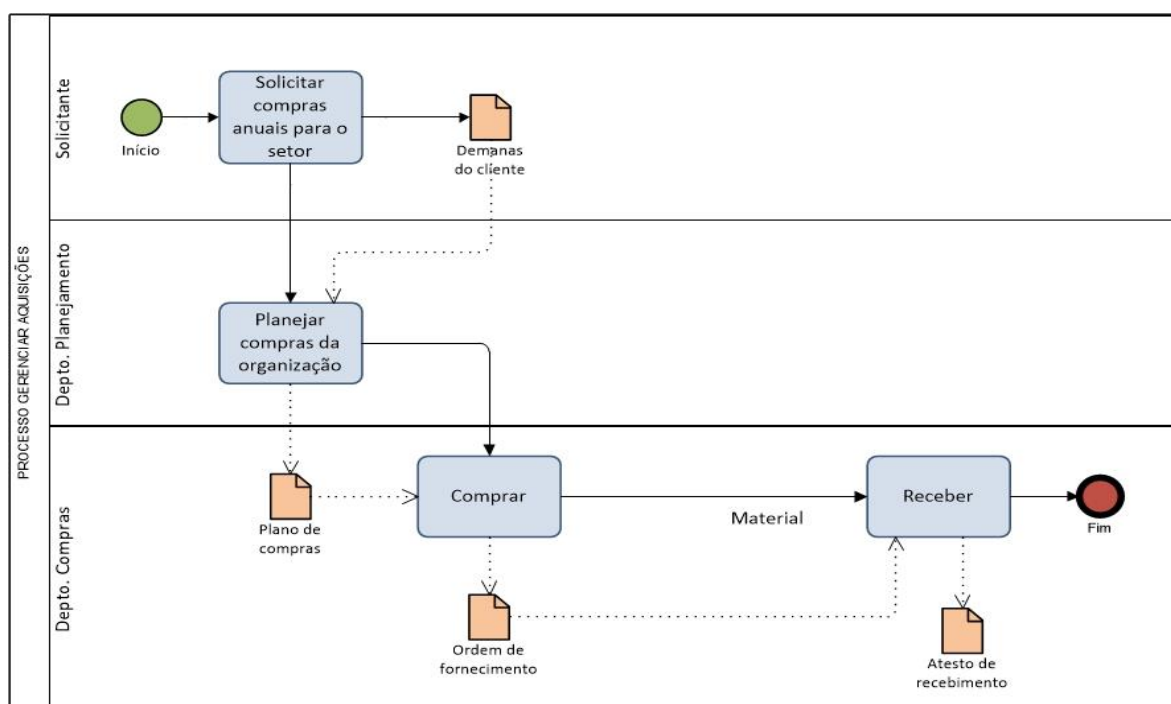 PROCESSO GERENCIAR AQUISIÇÕES
Solicitante
Início
Solicitar
compras
anuais para o
setor
Demanas
do cliente
Depto. Planejamento
Planejar
compras da
organização
Depto. Compras
Plano de
compras
Comprar
Material
Receber
Fim
Ordem de
fornecimento
Atesto de
recebimento